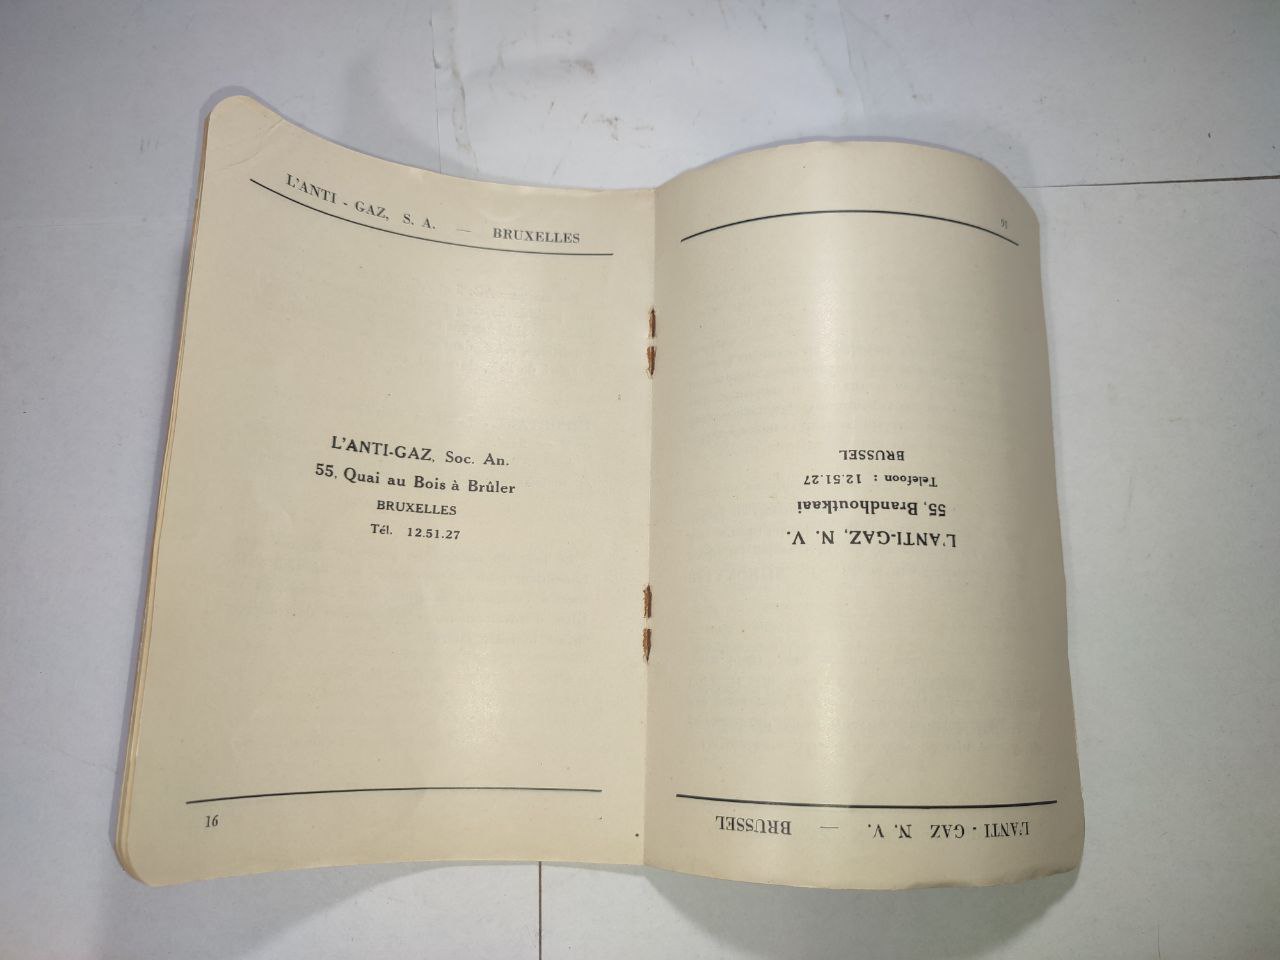 L'ANTI - GAZ, S. A. — BRUXELLES
L'ANTI-GAZ, Soc. An.
55, Quai au Bois à Brûler
BRUXELLES
Tél. 12.51.27
16
L'ANTI - GAZ N. V. — BRUSSEL
L'ANTI-GAZ, N. V.
55, Brandhoutkaai
Telefoon : 12.51.27
BRUSSEL
16